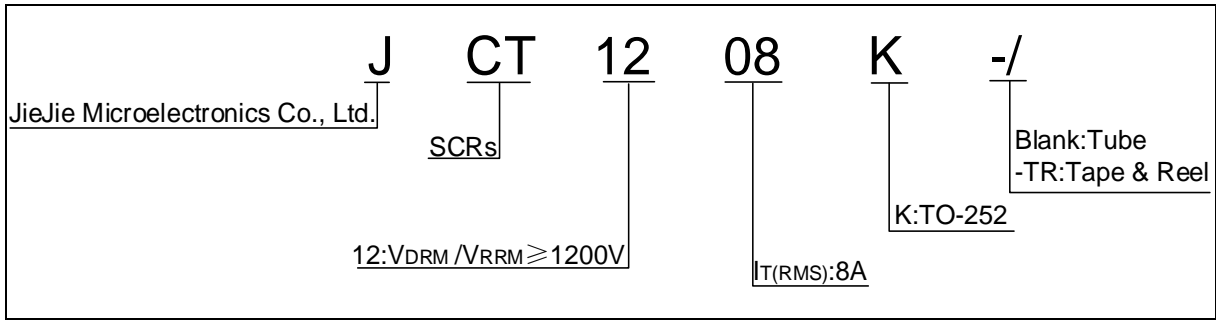 J CT 12 08 K -/
JieJie Microelectronics Co., Ltd.
SCRs
Blank:Tube
-TR:Tape & Reel
K:TO-252
12:VDRM /VRRM≥1200V
IT(RMS):8A